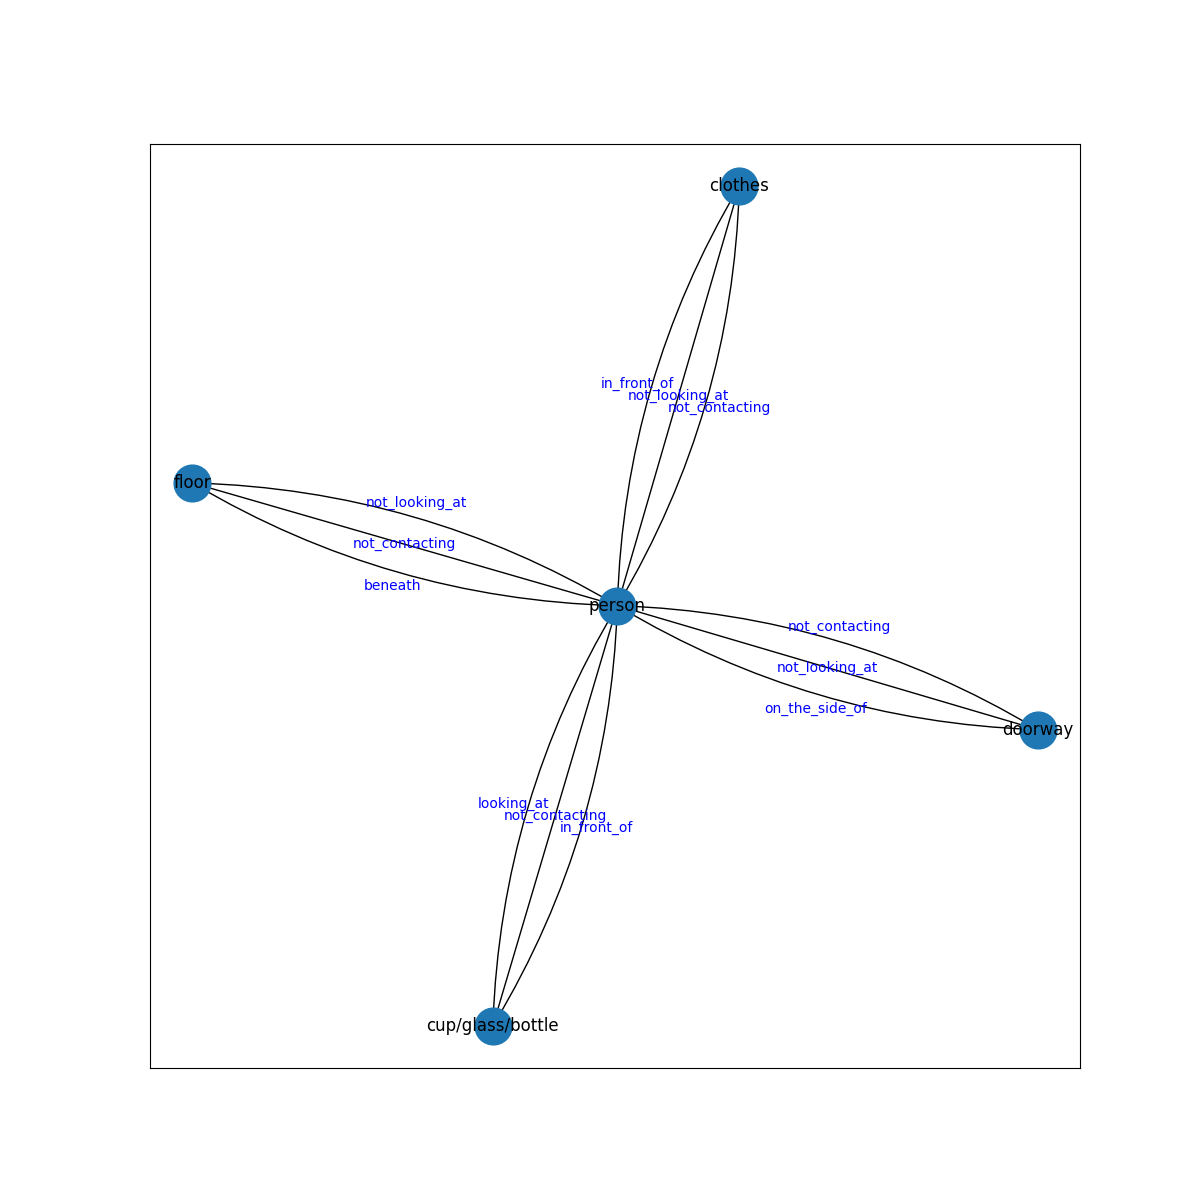 clothes
in_front_of
not_looking_at
not_contacting
floor
not_looking_at
not_contacting
beneath
person
not_contacting
not_looking_at
on_the_side_of
doorway
looking_at
not_contacting
in_front_of
cup/glass/bottle